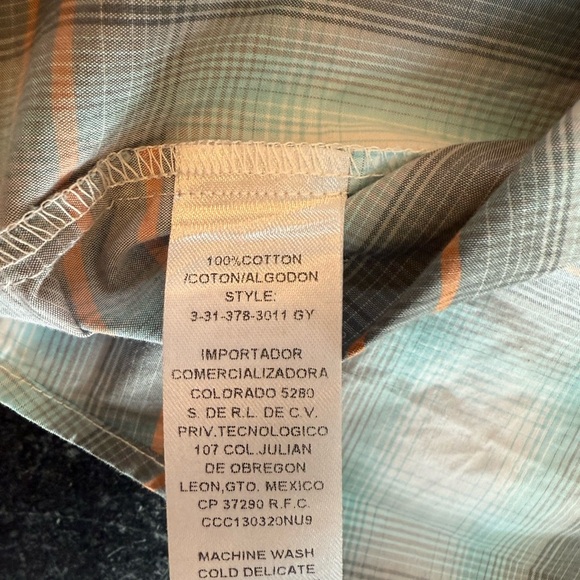 100%COTTON
/COTON/ALGODON
STYLE:
3-31-378-3011 GY
IMPORTADOR
COMERCIALIZADORA
COLORADO 5280
S. DE R.L. DE C.V.
PRIV.TECNOLOGICO
107 COL.JULIAN
DE OBREGON
LEON,GTO. MEXICO
CP 37290 R.F.C.
CCC130320NU9
MACHINE WASH
COLD DELICATE